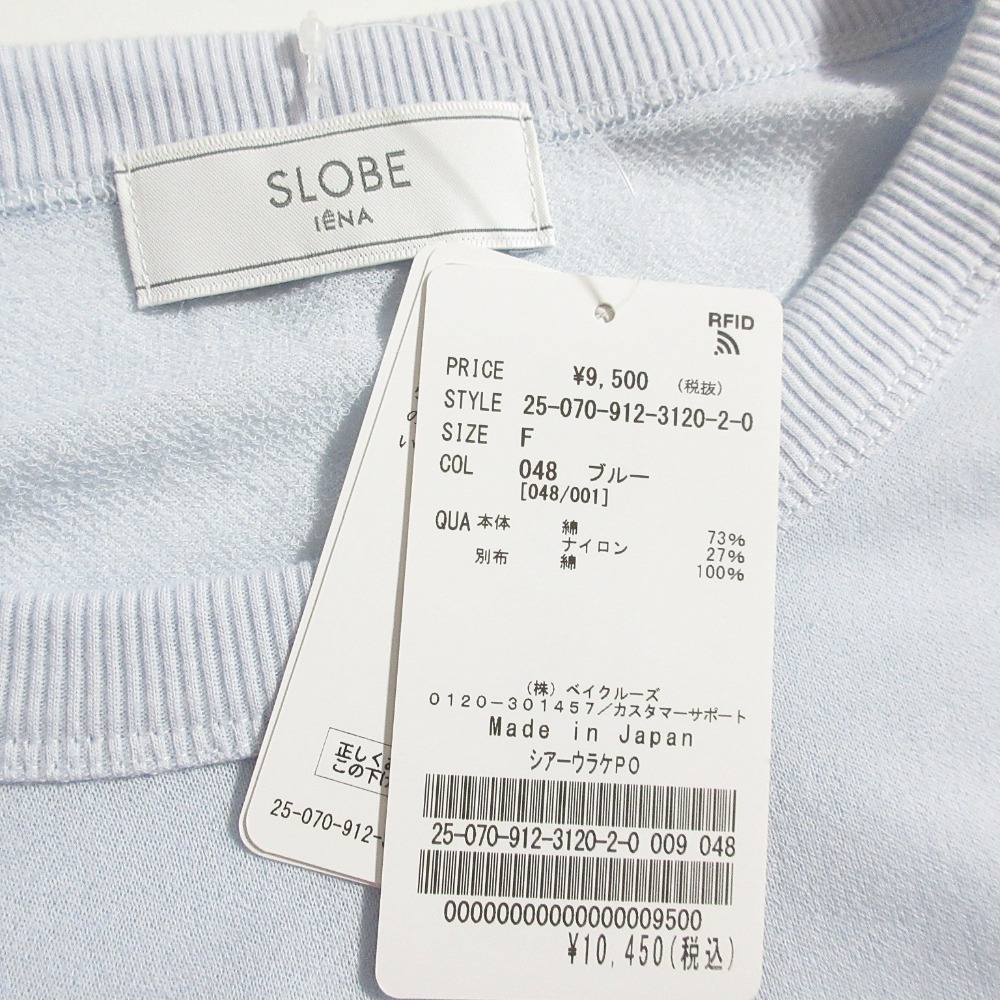 SLOBE
IÉNA
RFID
PRICE ¥9,500 (税抜)
STYLE 25-070-912-3120-2-0
SIZE F
COL 048 ブルー
[048/001]
QUA 本体 綿 73%
ナイロン 27%
別布 綿 100%
(株)ベイクルーズ
0120-301457/カスタマーサポート
Made in Japan
シアーウラケPO
25-070-912-3120-2-0 009 048
00000000000000009500
¥10,450(税込)
正しく
この下げ
25-070-912-